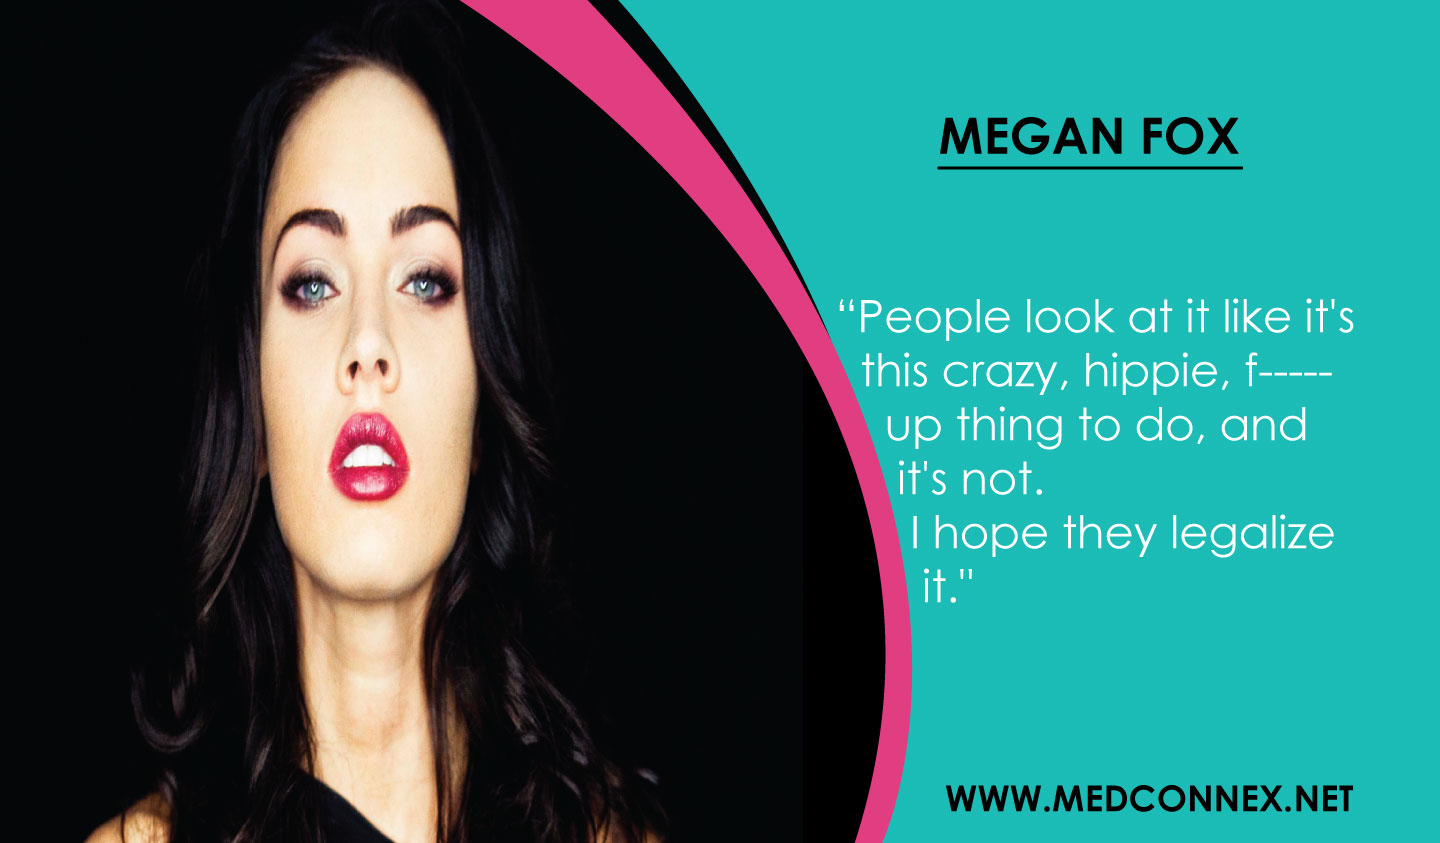 MEGAN FOX
“People look at it like it's
this crazy, hippie, f-----
up thing to do, and
it's not.
I hope they legalize
it."
WWW.MEDCONNEX.NET